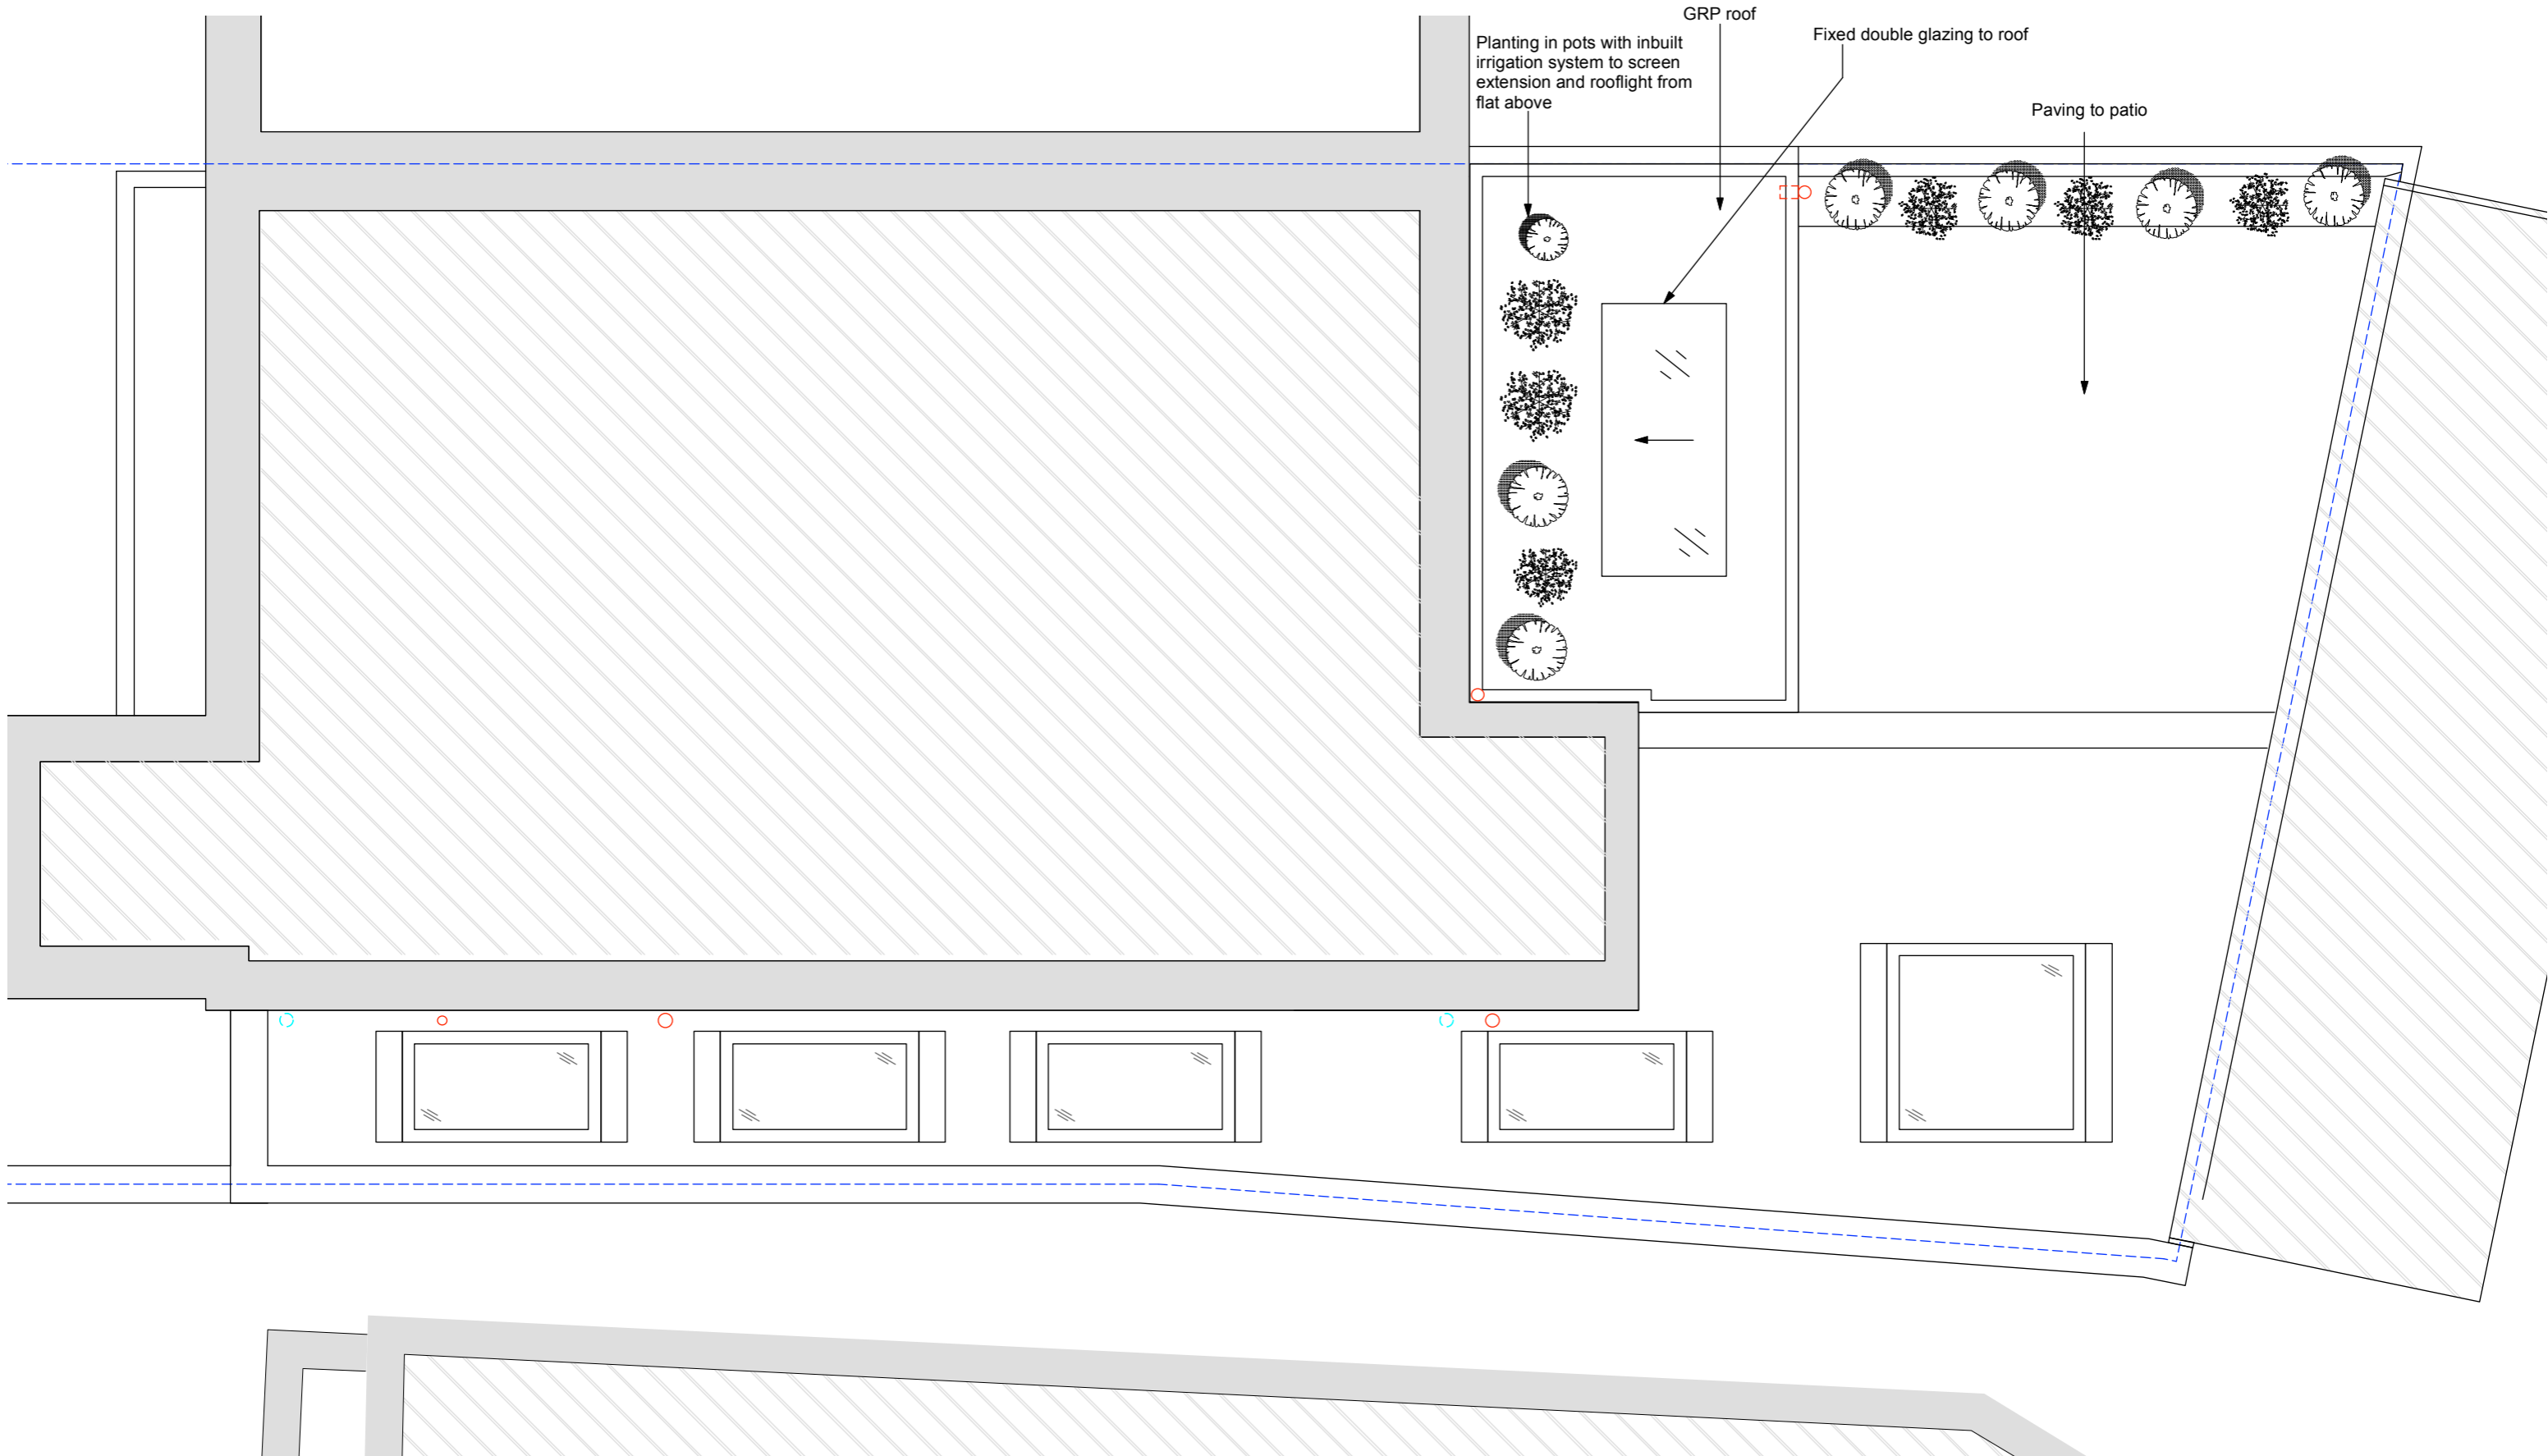 GRP roof
Planting in pots with inbuilt
irrigation system to screen
extension and rooflight from
flat above
Fixed double glazing to roof
Paving to patio